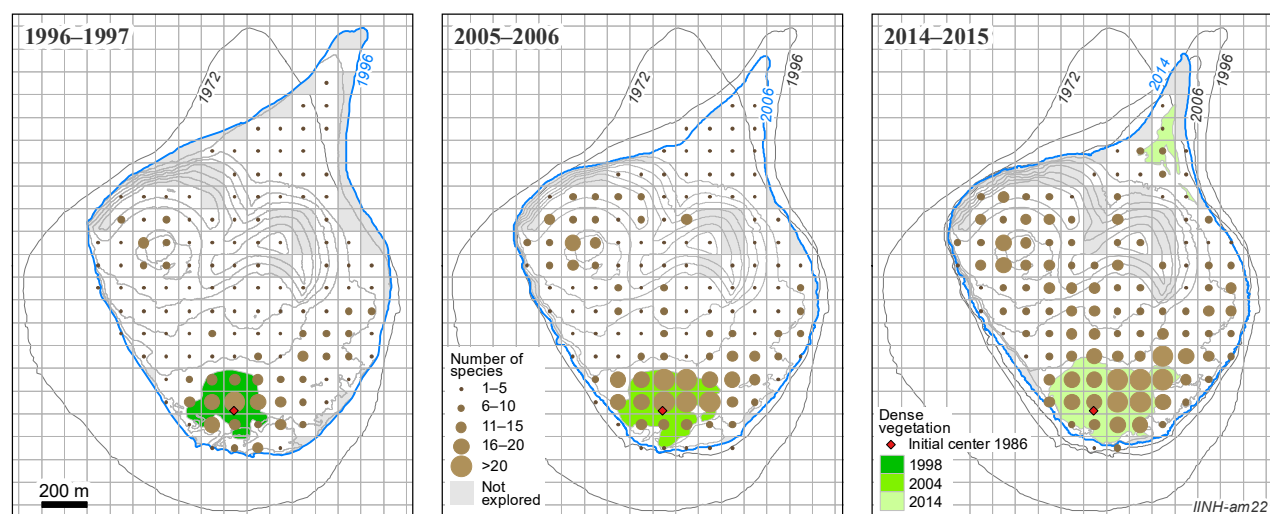 1996–1997
1972
1996
200 m
2005–2006
1972
2006
1996
Number of
species
1–5
6–10
11–15
16–20
>20
Not
explored
2014–2015
1972
2014
2006
1996
Dense
vegetation
Initial center 1986
1998
2004
2014
IINH-am22